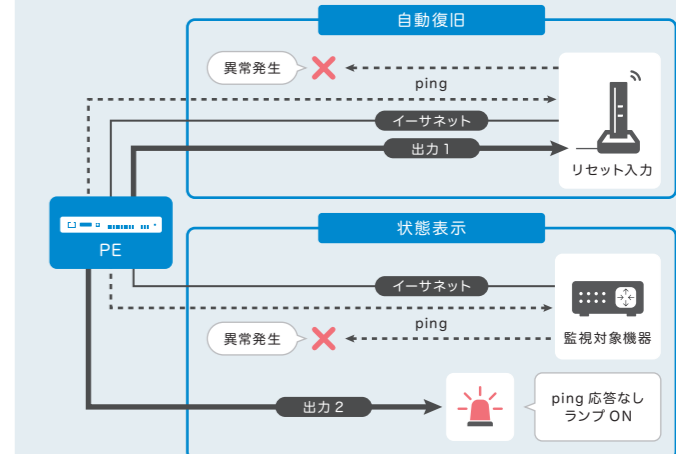 自動復旧
異常発生
ping
イーサネット
出力1
リセット入力
PE
状態表示
イーサネット
ping
異常発生
監視対象機器
出力2
ping 応答なし
ランプ ON